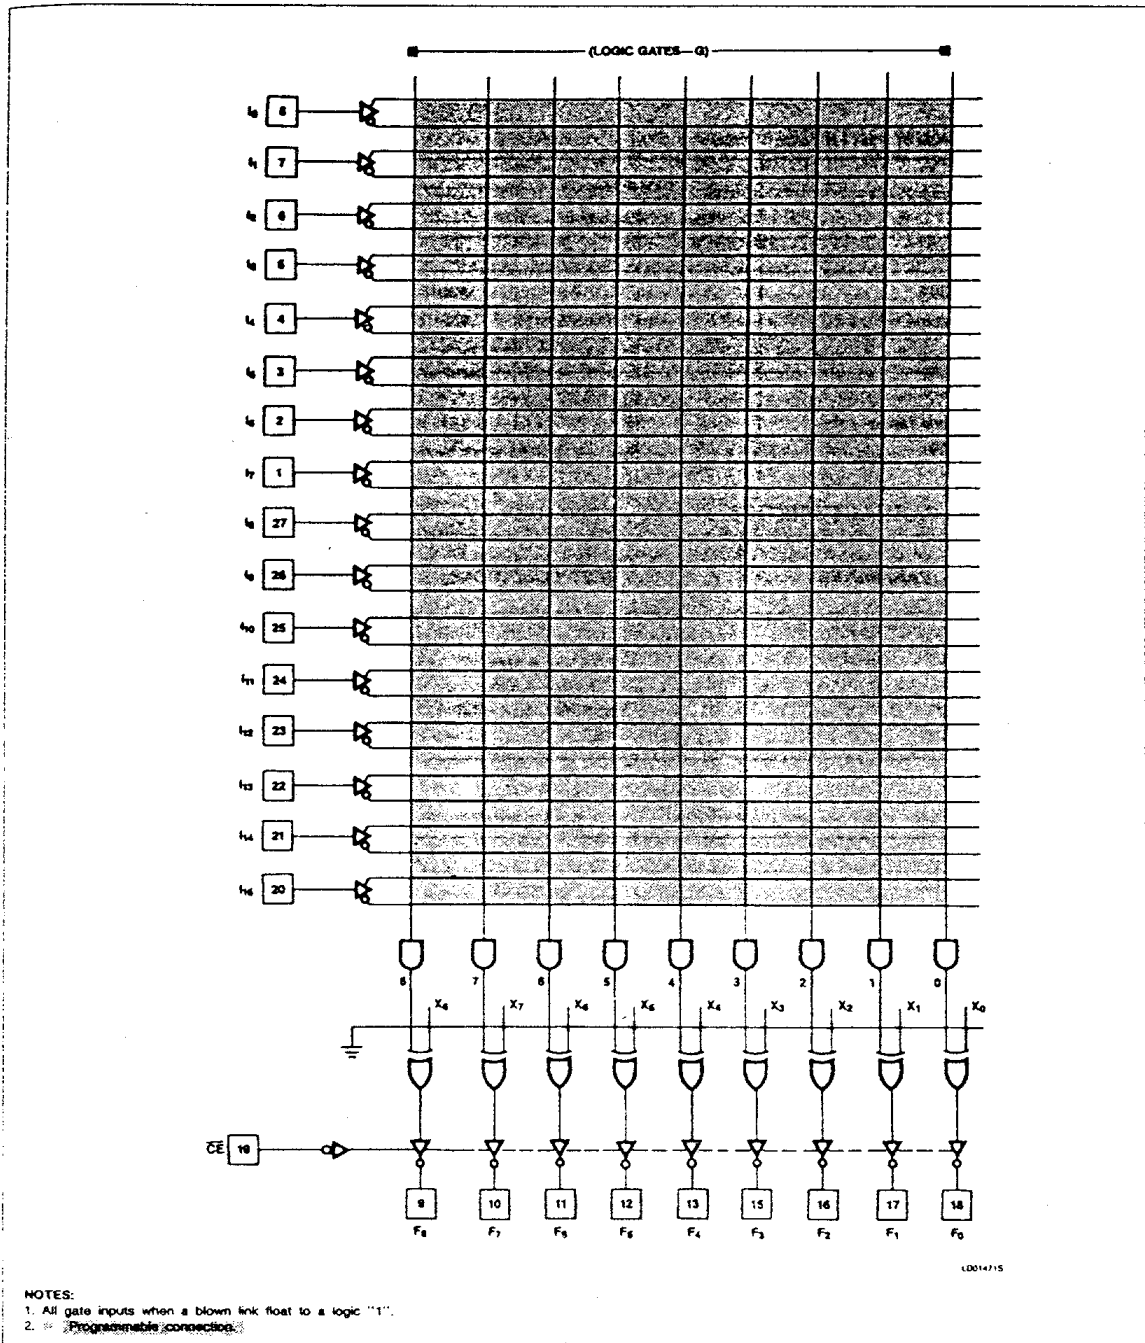 (LOGIC GATES—G)
I₀ 8
I₁ 7
I₂ 6
I₃ 5
I₄ 4
I₅ 3
I₆ 2
I₇ 1
I₈ 27
I₉ 26
I₁₀ 25
I₁₁ 24
I₁₂ 23
I₁₃ 22
I₁₄ 21
I₁₅ 20
8 7 6 5 4 3 2 1 0
X₈ X₇ X₆ X₅ X₄ X₃ X₂ X₁ X₀
C̅E̅ 19
9 10 11 12 13 15 16 17 18
F₈ F₇ F₆ F₅ F₄ F₃ F₂ F₁ F₀
LD01471S
NOTES:
1. All gate inputs when a blown link float to a logic "1".
2. Programmable connection.